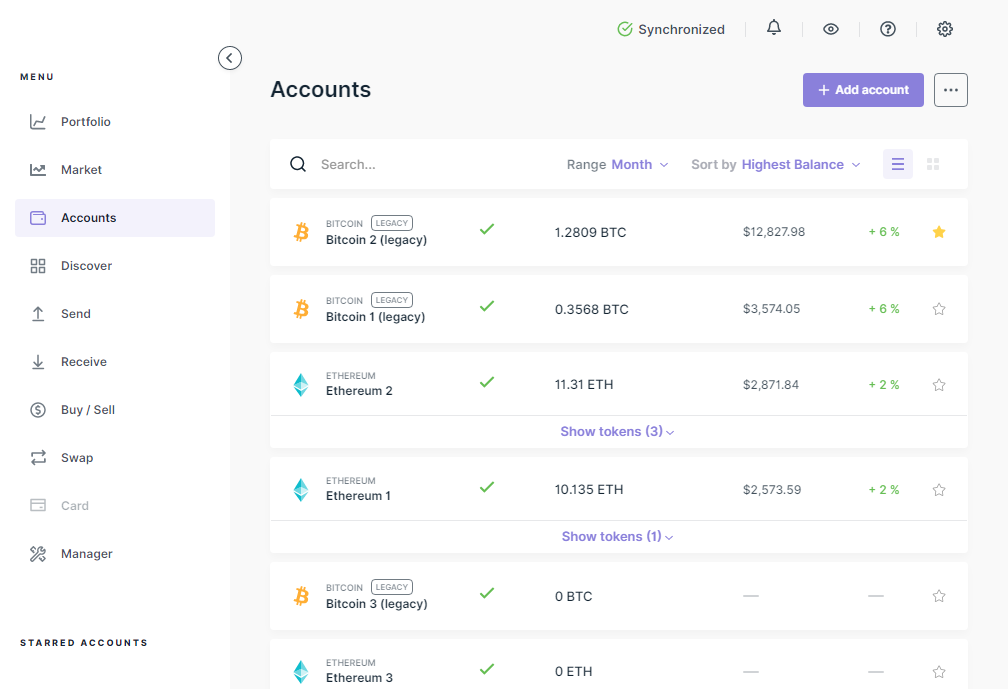 Synchronized
MENU
Accounts
+ Add account
Portfolio
Market
Accounts
Discover
Send
Receive
Buy / Sell
Swap
Card
Manager
STARRED ACCOUNTS
Search...
Range Month
Sort by Highest Balance
BITCOIN LEGACY
Bitcoin 2 (legacy)
1.2809 BTC
$12,827.98
+ 6 %
BITCOIN LEGACY
Bitcoin 1 (legacy)
0.3568 BTC
$3,574.05
+ 6 %
ETHEREUM
Ethereum 2
11.31 ETH
$2,871.84
+ 2 %
Show tokens (3)
ETHEREUM
Ethereum 1
10.135 ETH
$2,573.59
+ 2 %
Show tokens (1)
BITCOIN LEGACY
Bitcoin 3 (legacy)
0 BTC
—
—
ETHEREUM
Ethereum 3
0 ETH
—
—